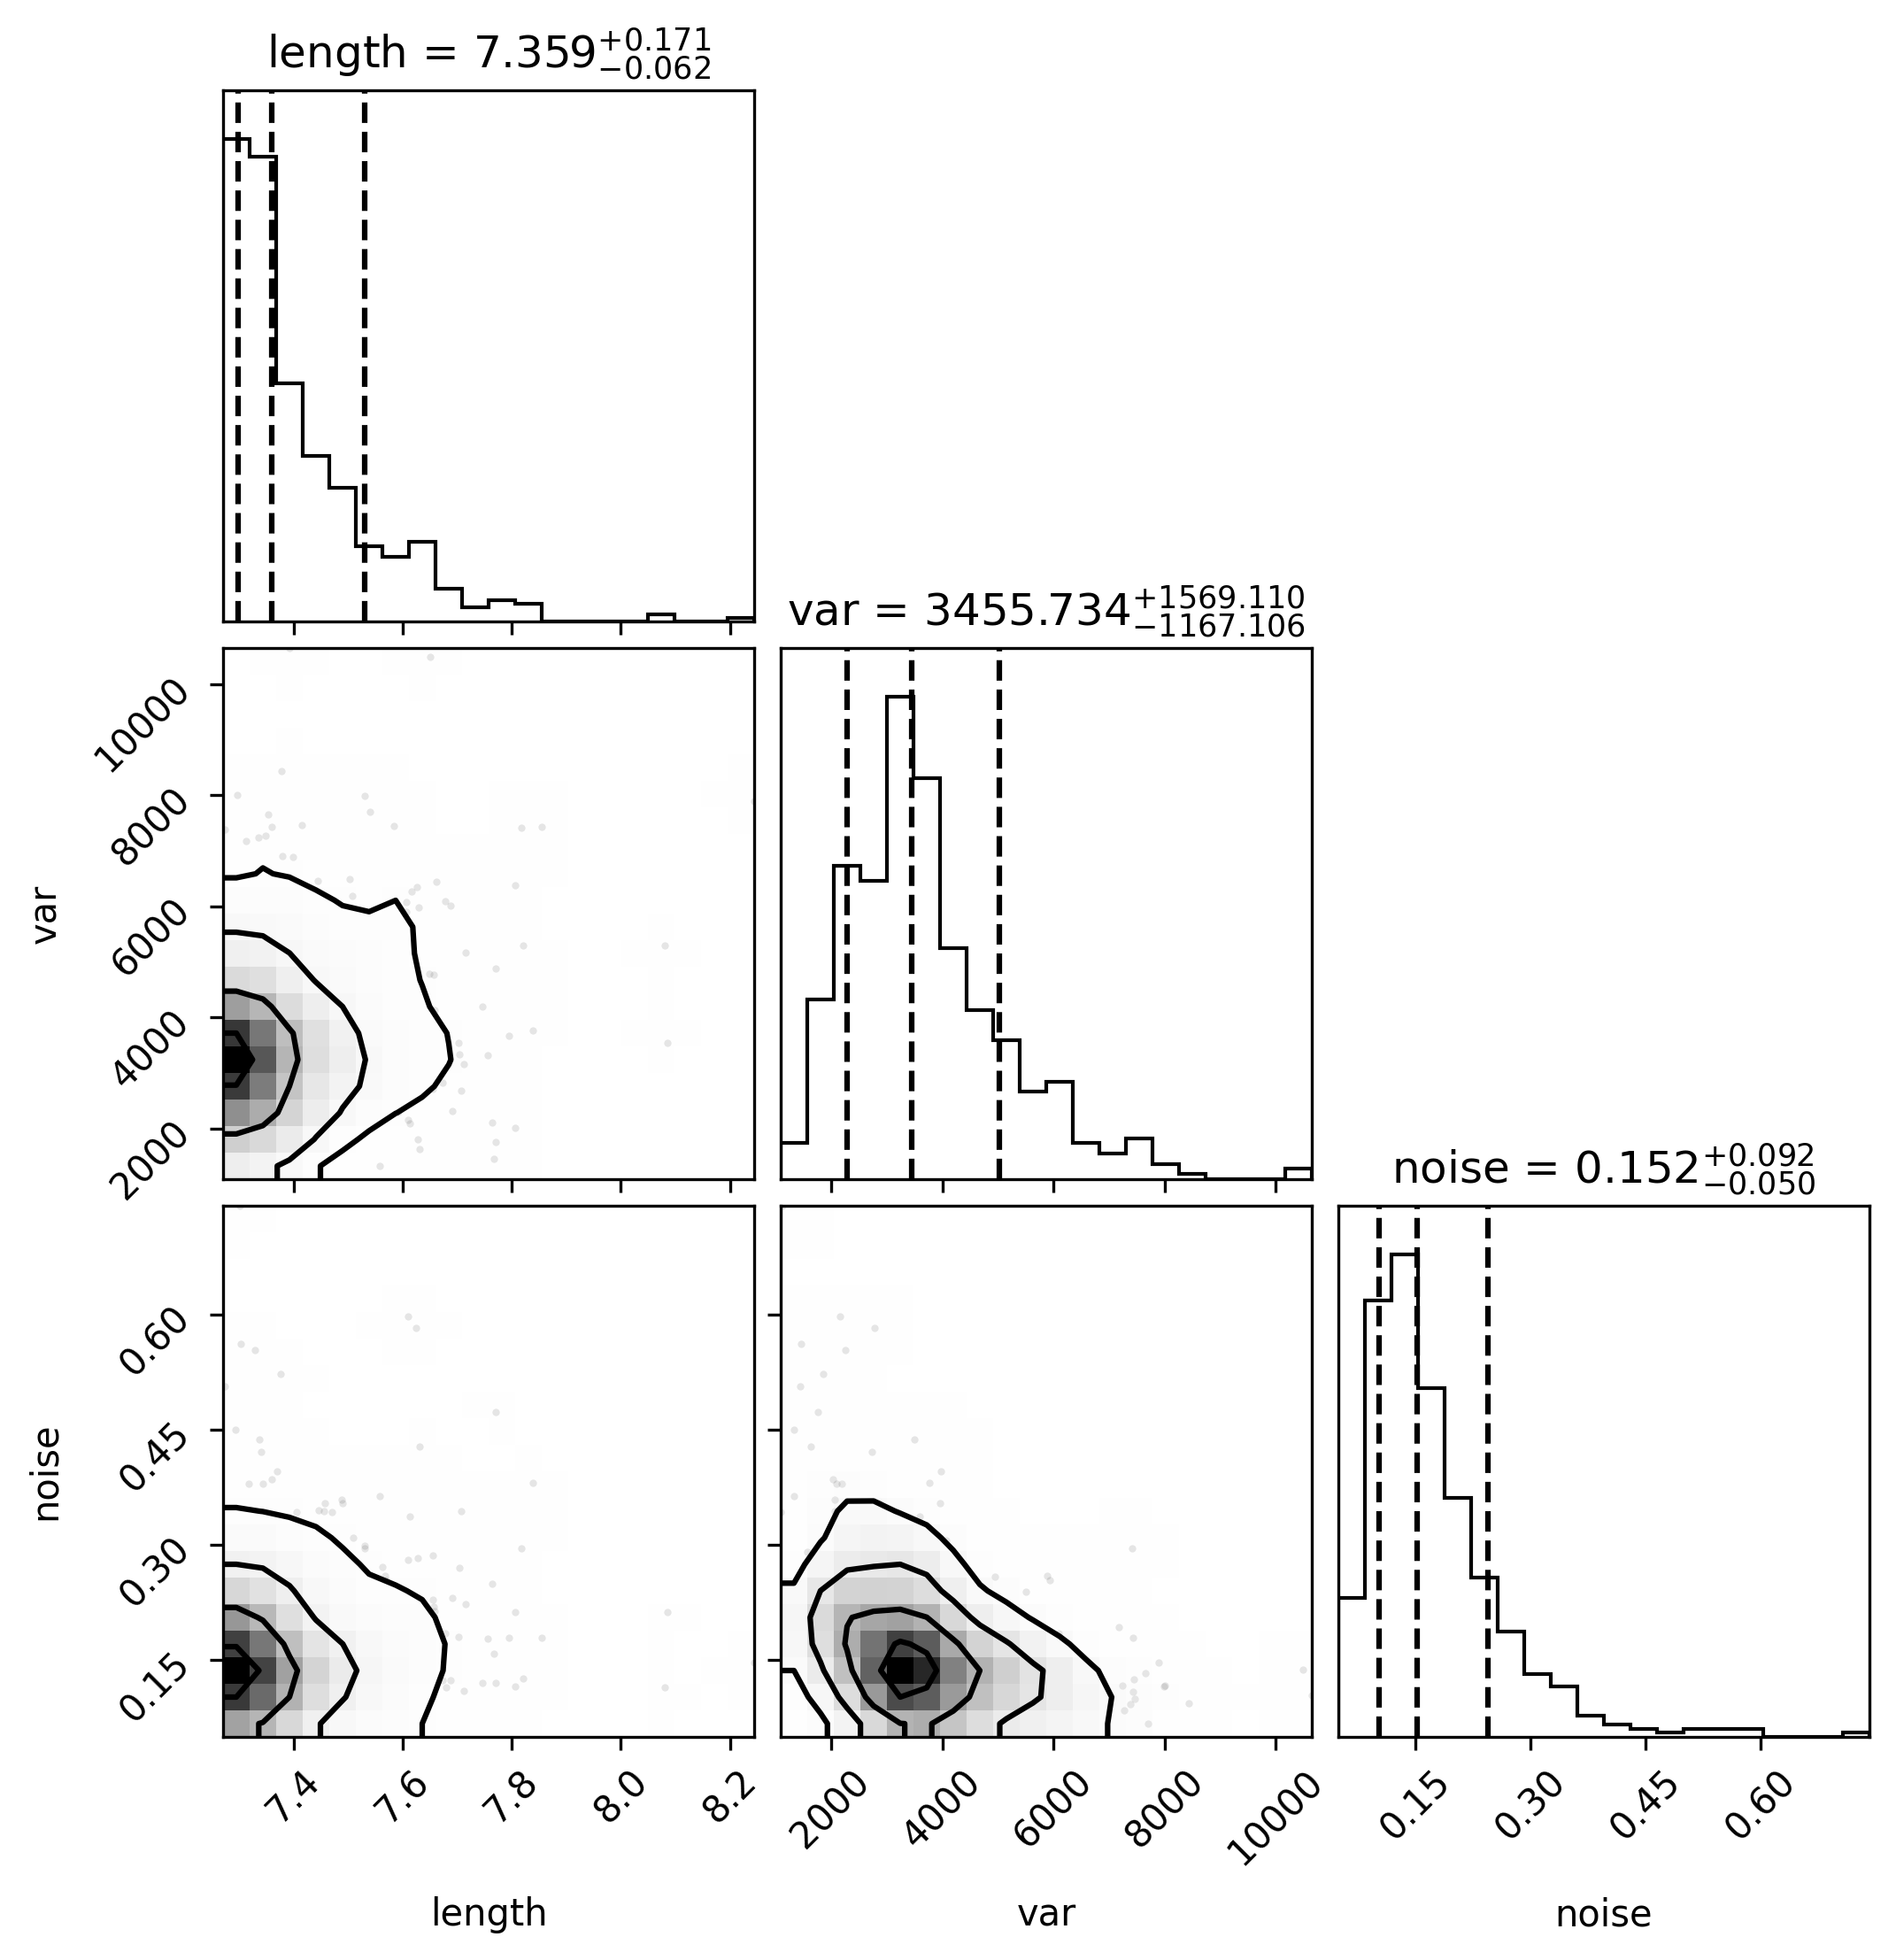 length = 7.359 +0.171 −0.062
var = 3455.734 +1569.110 −1167.106
10000
8000
6000
4000
2000
var
noise = 0.152 +0.092 −0.050
0.60
0.45
0.30
0.15
noise
7.4 7.6 7.8 8.0 8.2
2000 4000 6000 8000 10000
0.15 0.30 0.45 0.60
length
var
noise